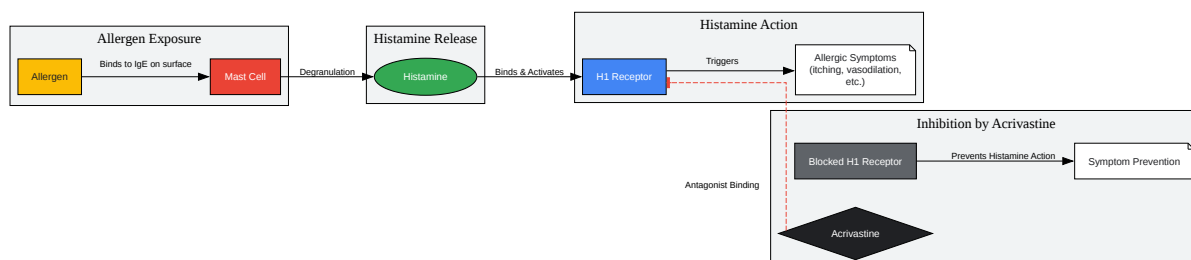 Allergen Exposure
Allergen
Binds to IgE on surface
Mast Cell
Degranulation
Histamine Release
Histamine
Binds & Activates
Histamine Action
H1 Receptor
Triggers
Allergic Symptoms
(itching, vasodilation,
etc.)
Inhibition by Acrivastine
Blocked H1 Receptor
Prevents Histamine Action
Symptom Prevention
Antagonist Binding
Acrivastine